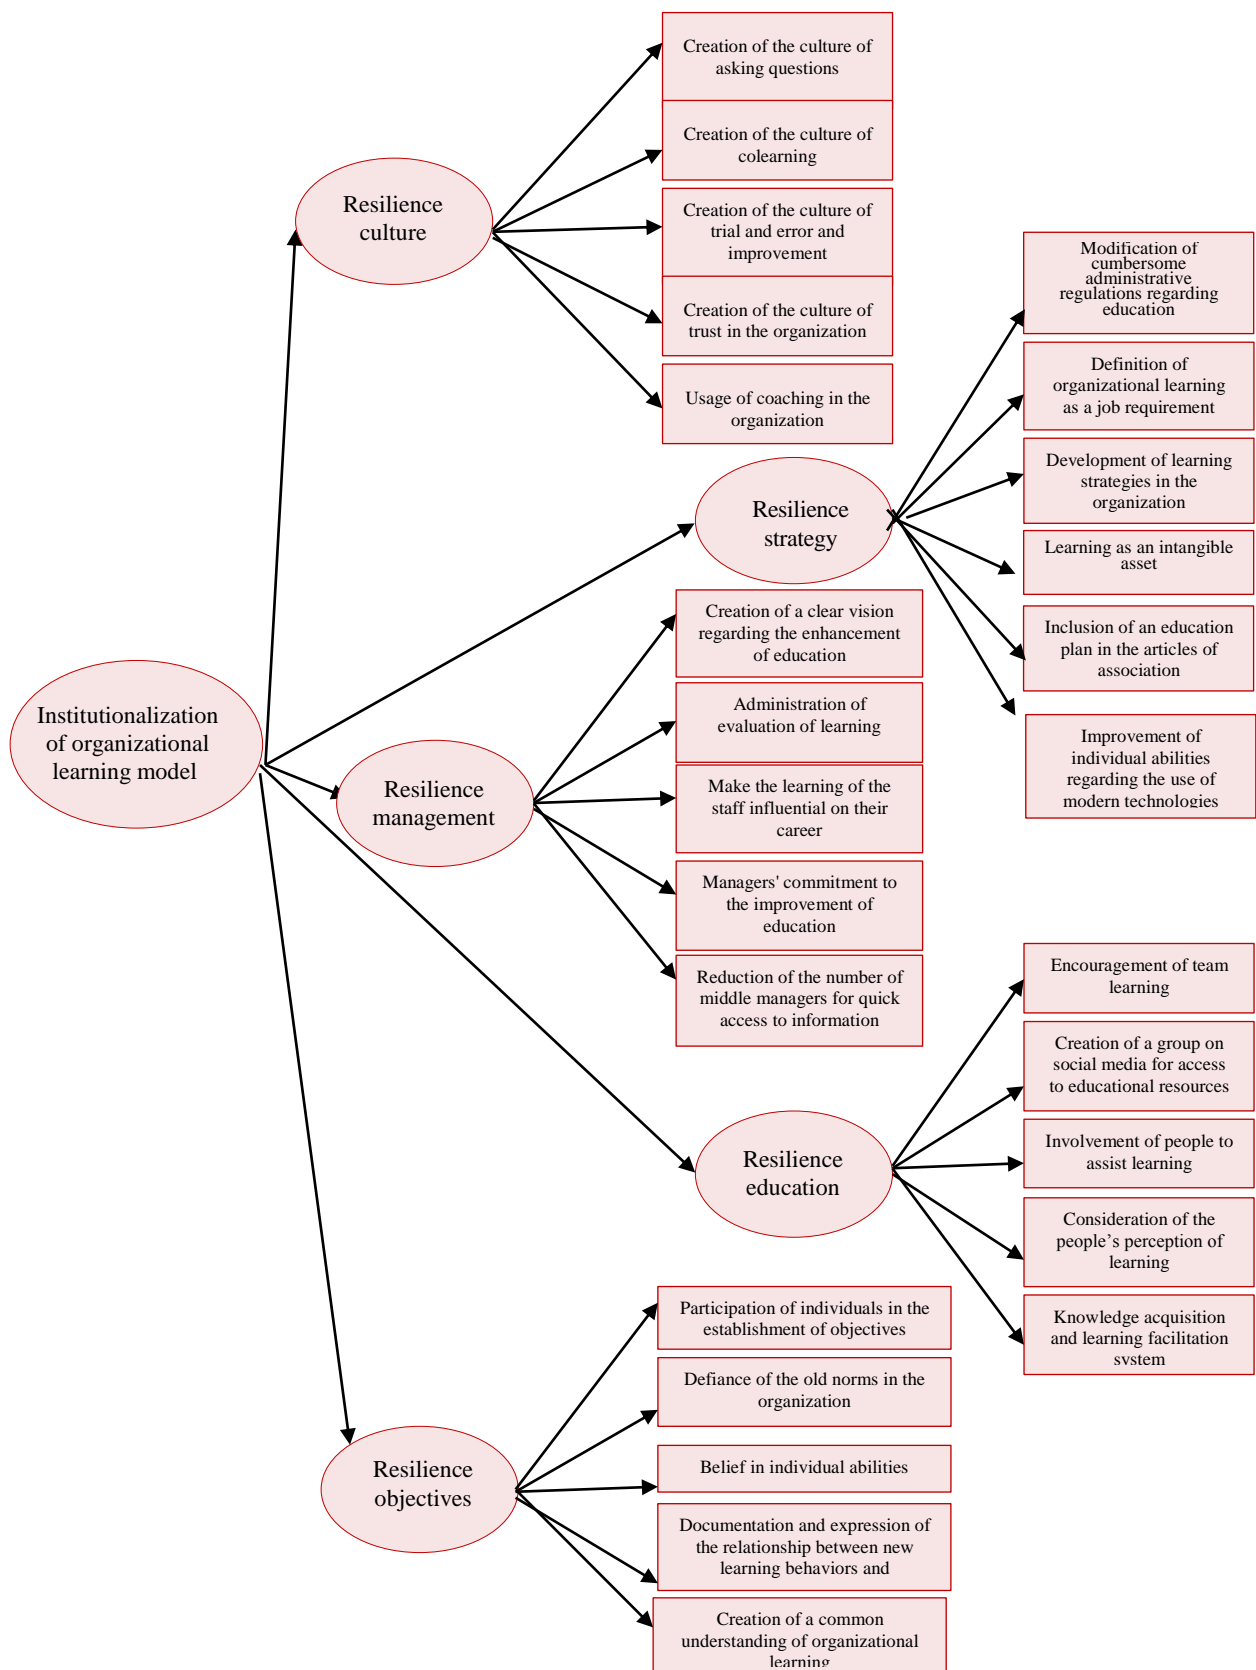 Creation of the culture of
asking questions
Creation of the culture of
colearning
Resilience
culture
Creation of the culture of
trial and error and
improvement
Creation of the culture of
trust in the organization
Usage of coaching in the
organization
Modification of
cumbersome
administrative
regulations regarding
education
Definition of
organizational learning
as a job requirement
Development of learning
strategies in the
organization
Resilience
strategy
Learning as an intangible
asset
Inclusion of an education
plan in the articles of
association
Improvement of
individual abilities
regarding the use of
modern technologies
Institutionalization
of organizational
learning model
Creation of a clear vision
regarding the enhancement
of education
Administration of
evaluation of learning
Resilience
management
Make the learning of the
staff influential on their
career
Managers' commitment to
the improvement of
education
Reduction of the number of
middle managers for quick
access to information
Encouragement of team
learning
Creation of a group on
social media for access
to educational resources
Resilience
education
Involvement of people to
assist learning
Consideration of the
people’s perception of
learning
Knowledge acquisition
and learning facilitation
system
Participation of individuals in the
establishment of objectives
Defiance of the old norms in the
organization
Resilience
objectives
Belief in individual abilities
Documentation and expression of
the relationship between new
learning behaviors and
Creation of a common
understanding of organizational
learning